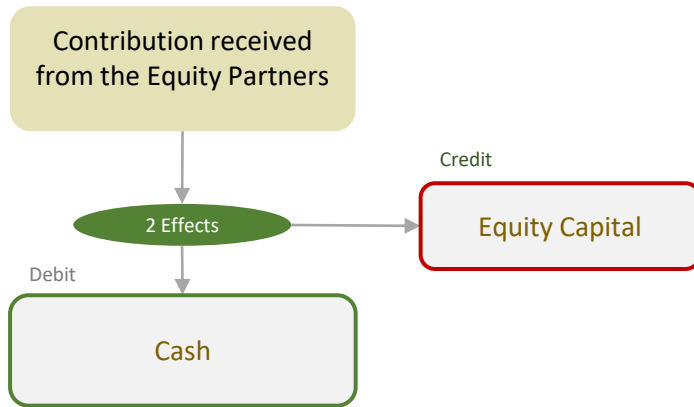 Contribution received
from the Equity Partners
Credit
2 Effects
Equity Capital
Debit
Cash